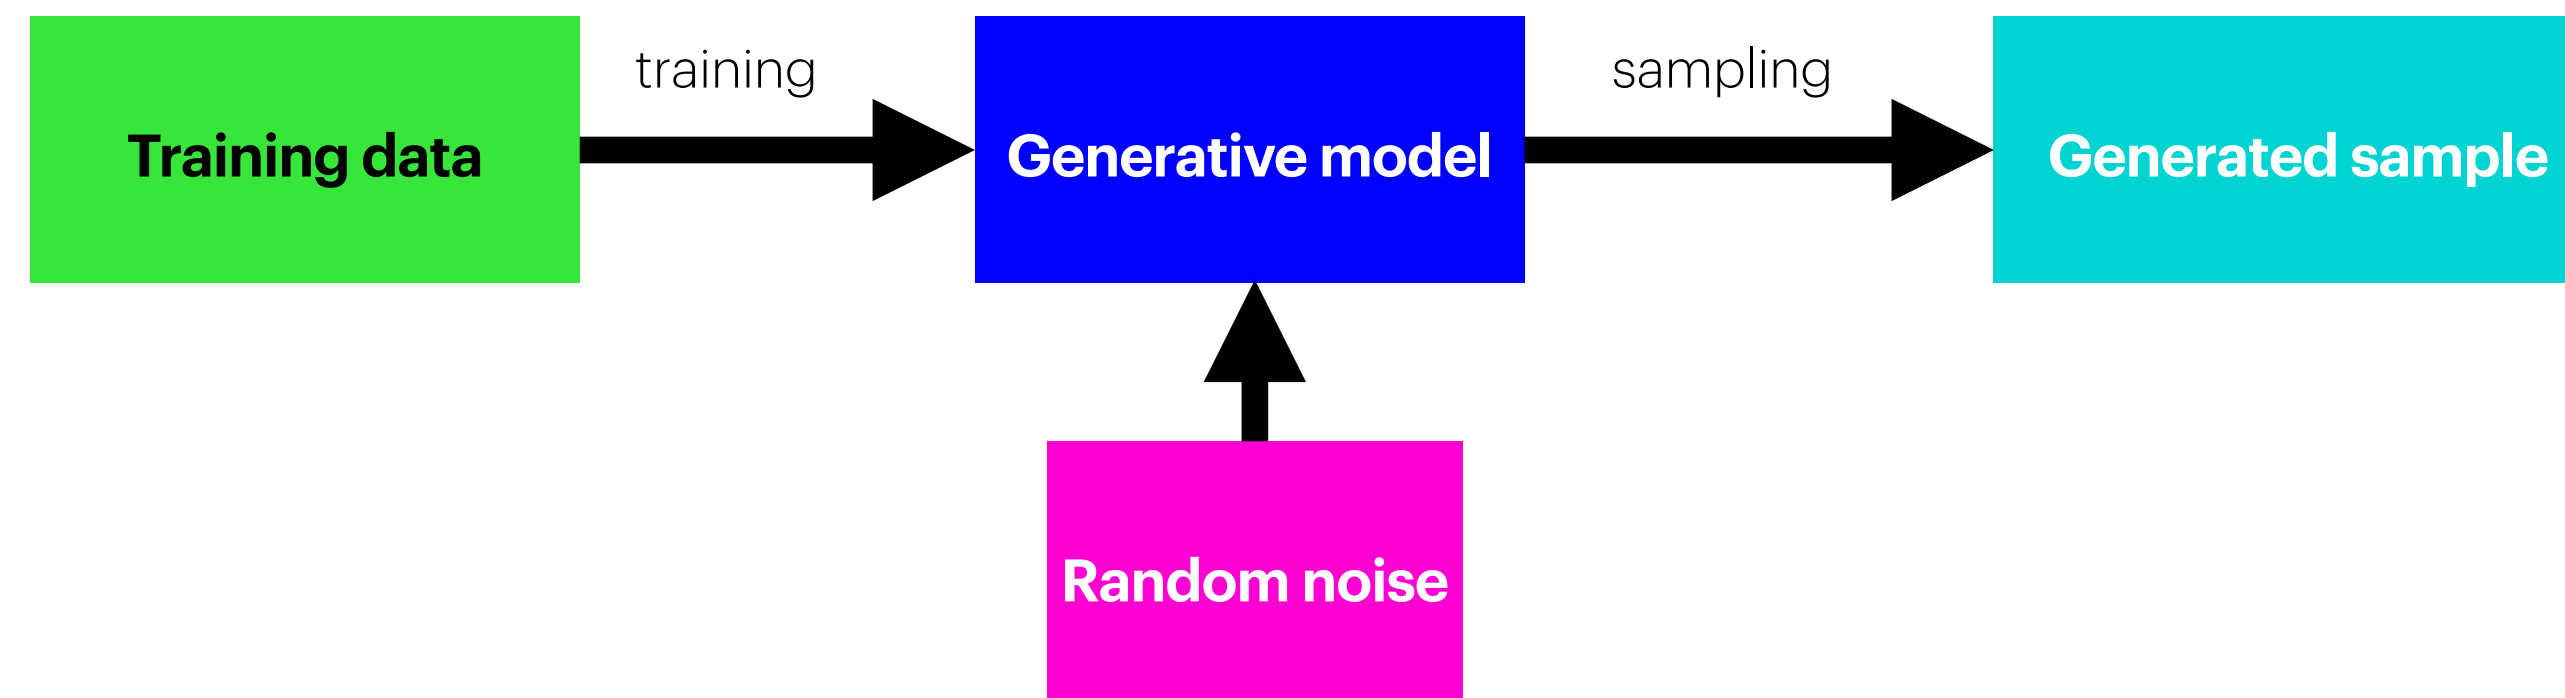 training
sampling
Training data
Generative model
Generated sample
Random noise